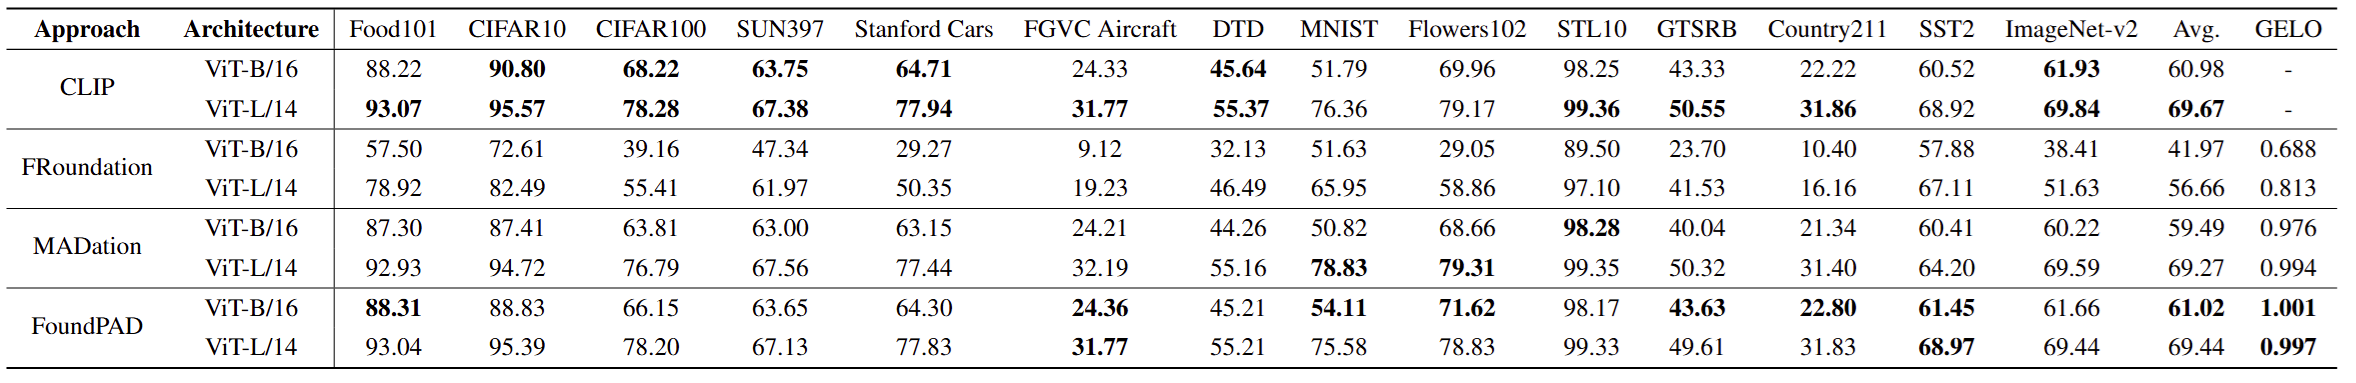 Approach Architecture Food101 CIFAR10 CIFAR100 SUN397 Stanford Cars FGVC Aircraft DTD MNIST Flowers102 STL10 GTSRB Country211 SST2 ImageNet-v2 Avg. GELO
CLIP ViT-B/16 88.22 90.80 68.22 63.75 64.71 24.33 45.64 51.79 69.96 98.25 43.33 22.22 60.52 61.93 60.98 -
ViT-L/14 93.07 95.57 78.28 67.38 77.94 31.77 55.37 76.36 79.17 99.36 50.55 31.86 68.92 69.84 69.67 -
FRoundation ViT-B/16 57.50 72.61 39.16 47.34 29.27 9.12 32.13 51.63 29.05 89.50 23.70 10.40 57.88 38.41 41.97 0.688
ViT-L/14 78.92 82.49 55.41 61.97 50.35 19.23 46.49 65.95 58.86 97.10 41.53 16.16 67.11 51.63 56.66 0.813
MADation ViT-B/16 87.30 87.41 63.81 63.00 63.15 24.21 44.26 50.82 68.66 98.28 40.04 21.34 60.41 60.22 59.49 0.976
ViT-L/14 92.93 94.72 76.79 67.56 77.44 32.19 55.16 78.83 79.31 99.35 50.32 31.40 64.20 69.59 69.27 0.994
FoundPAD ViT-B/16 88.31 88.83 66.15 63.65 64.30 24.36 45.21 54.11 71.62 98.17 43.63 22.80 61.45 61.66 61.02 1.001
ViT-L/14 93.04 95.39 78.20 67.13 77.83 31.77 55.21 75.58 78.83 99.33 49.61 31.83 68.97 69.44 69.44 0.997